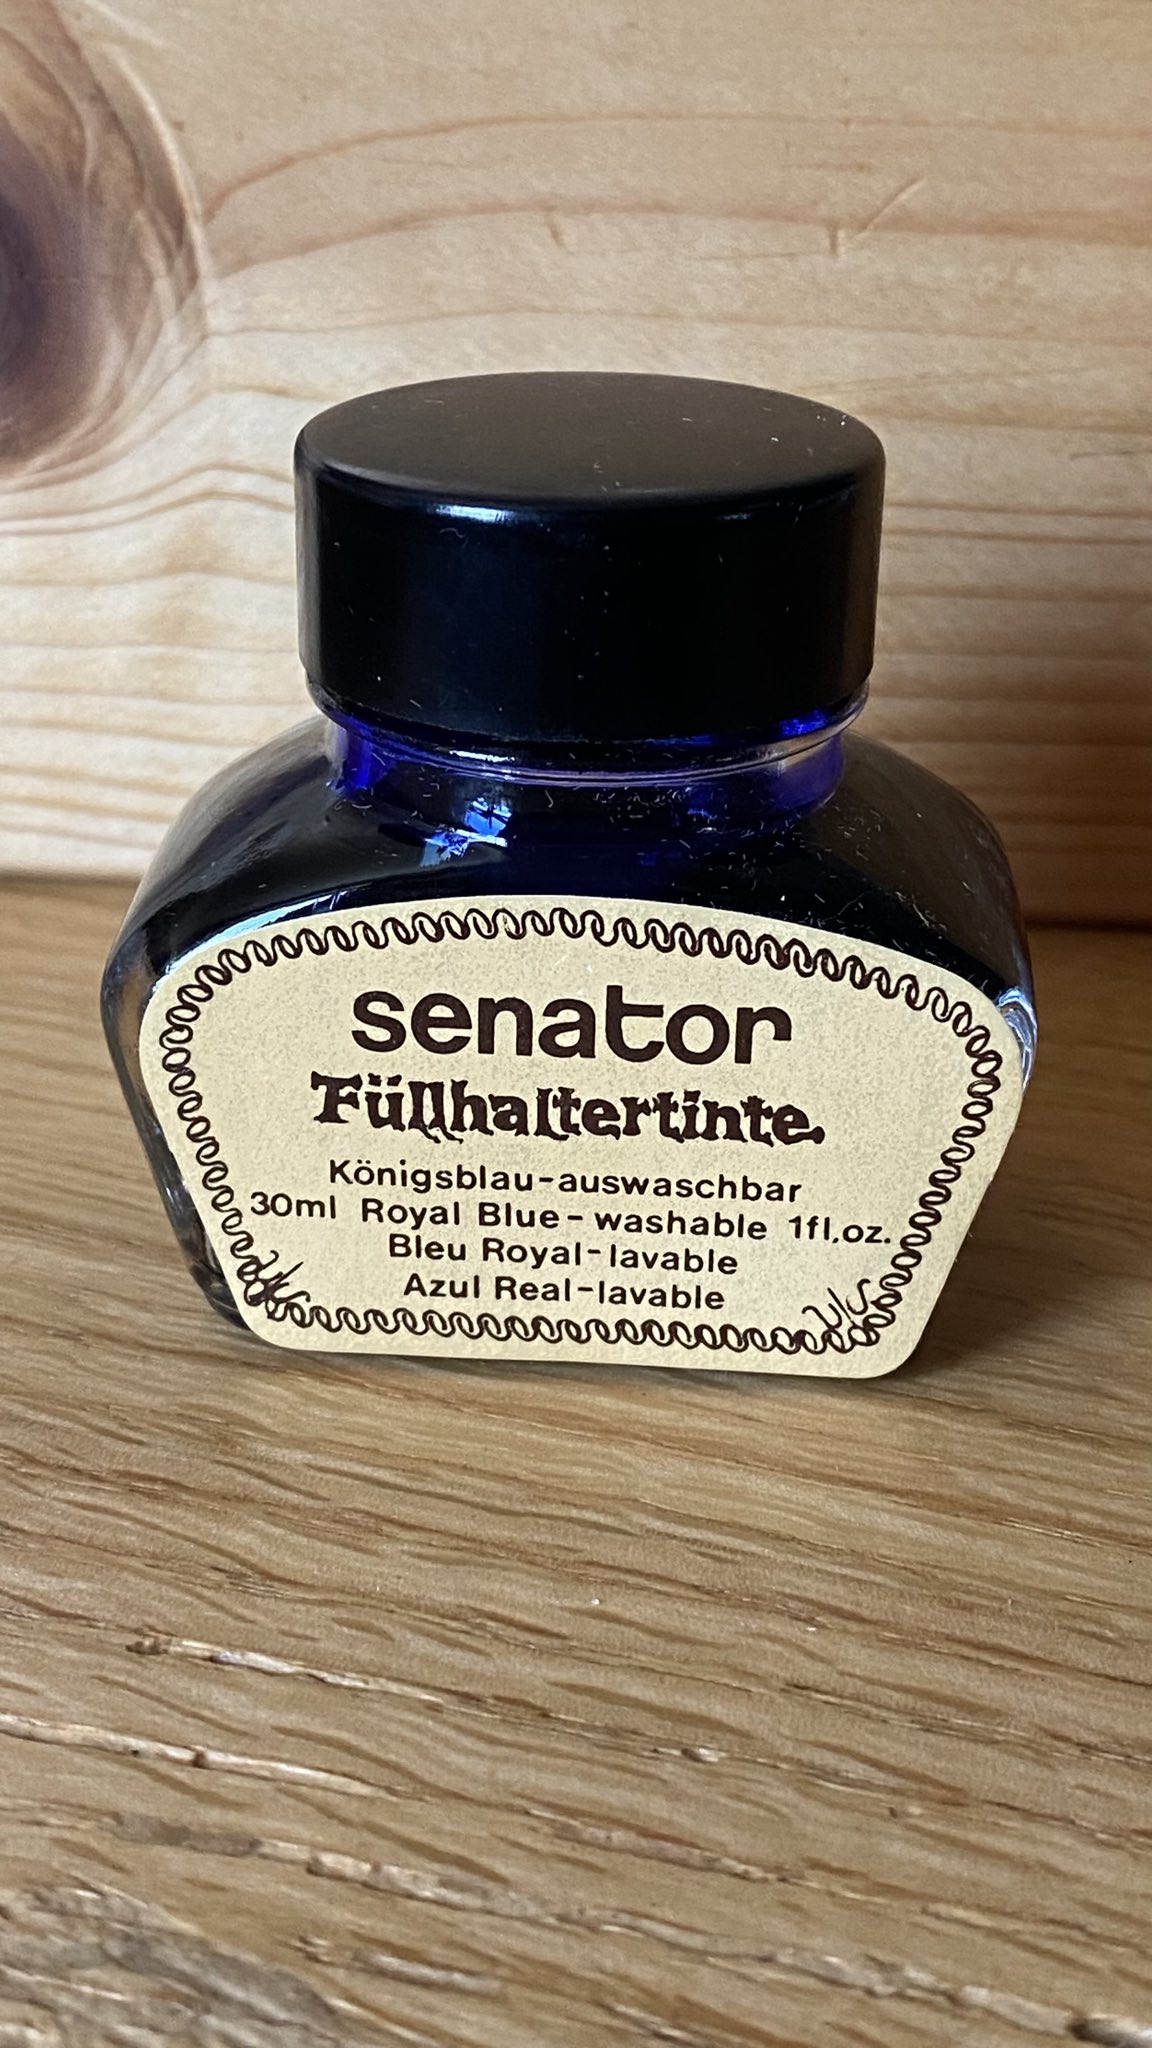 senator
Füllhaltertinte
Königsblau-auswaschbar
30ml Royal Blue-washable 1fl.oz.
Bleu Royal-lavable
Azul Real-lavable